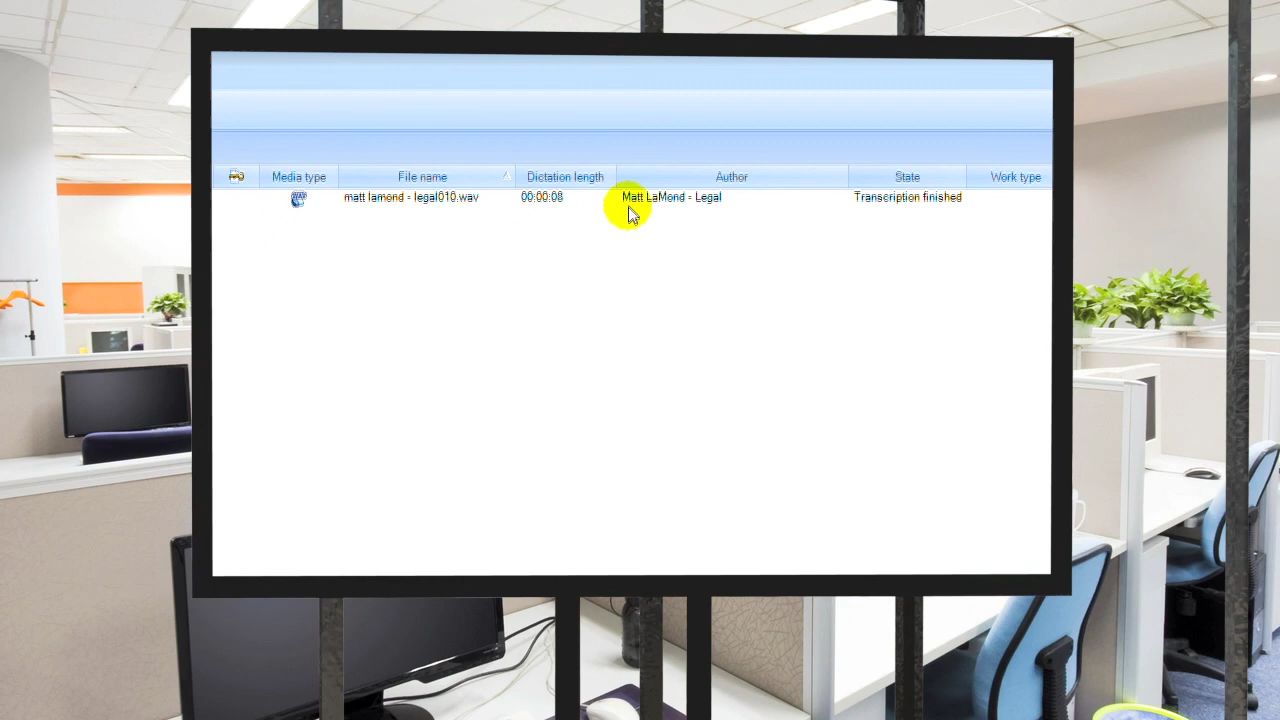 Media type File name Dictation length Author State Work type
matt lamond - legal010.wav 00:00:08 Matt LaMond - Legal Transcription finished